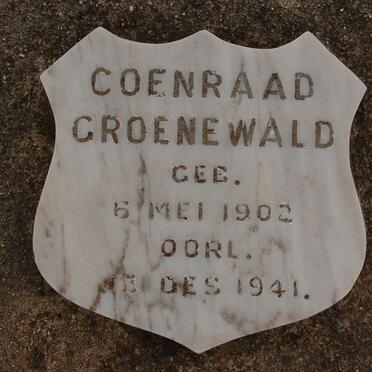 COENRAAD
GROENEWALD
GEB.
6 MEI 1902
OORL.
DES 1941.